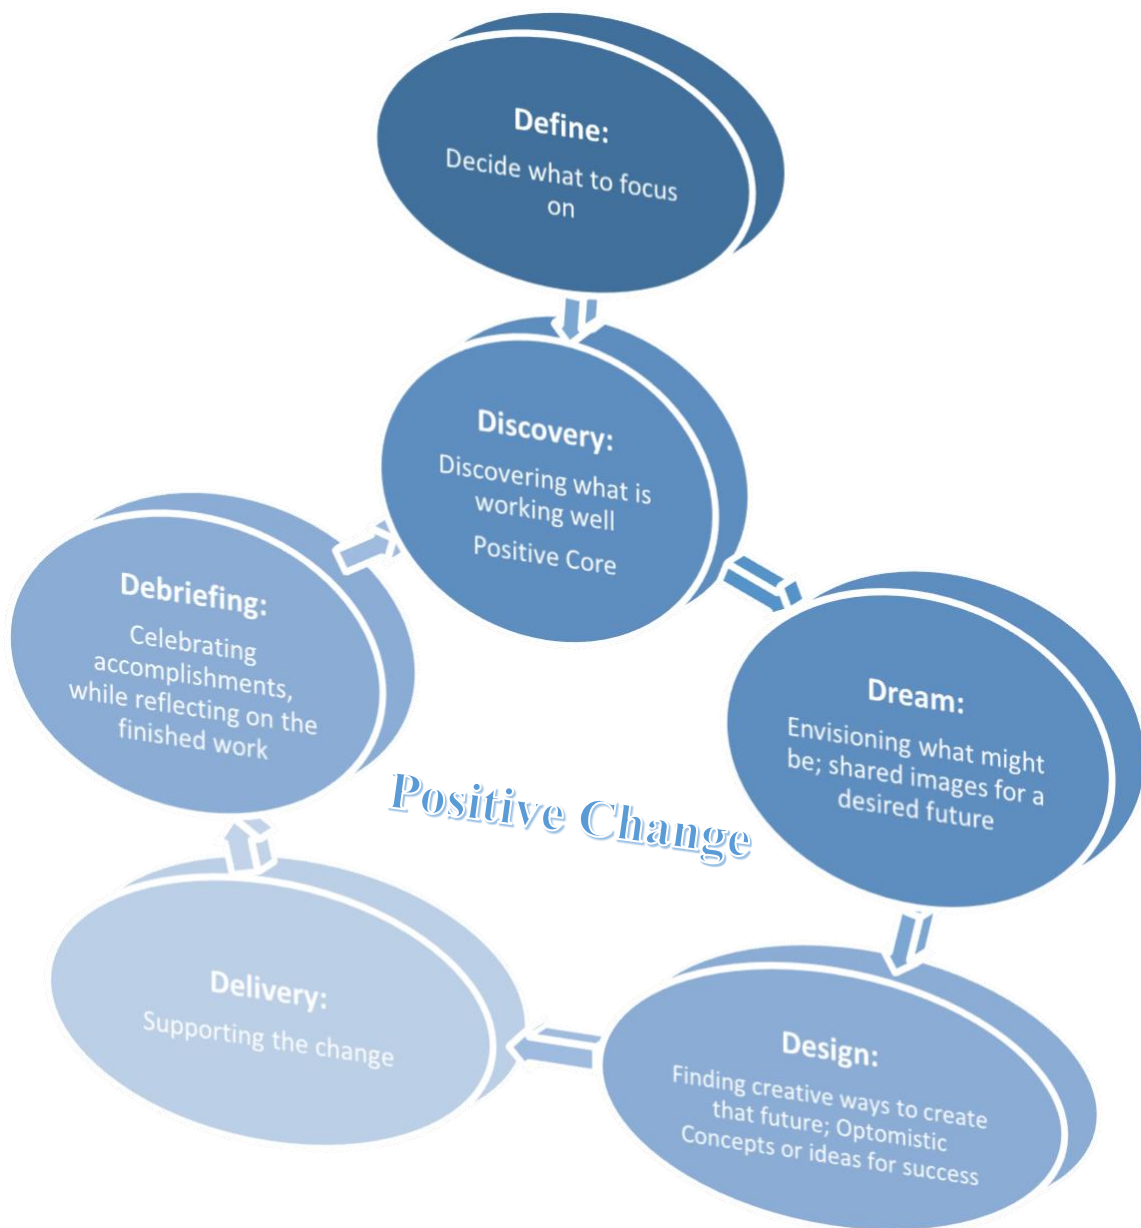 Define:
Decide what to focus
on
Discovery:
Discovering what is
working well
Positive Core
Dream:
Envisioning what might
be; shared images for a
desired future
Design:
Finding creative ways to create
that future; Optomistic
Concepts or ideas for success
Delivery:
Supporting the change
Debriefing:
Celebrating
accomplishments,
while reflecting on the
finished work
Positive Change